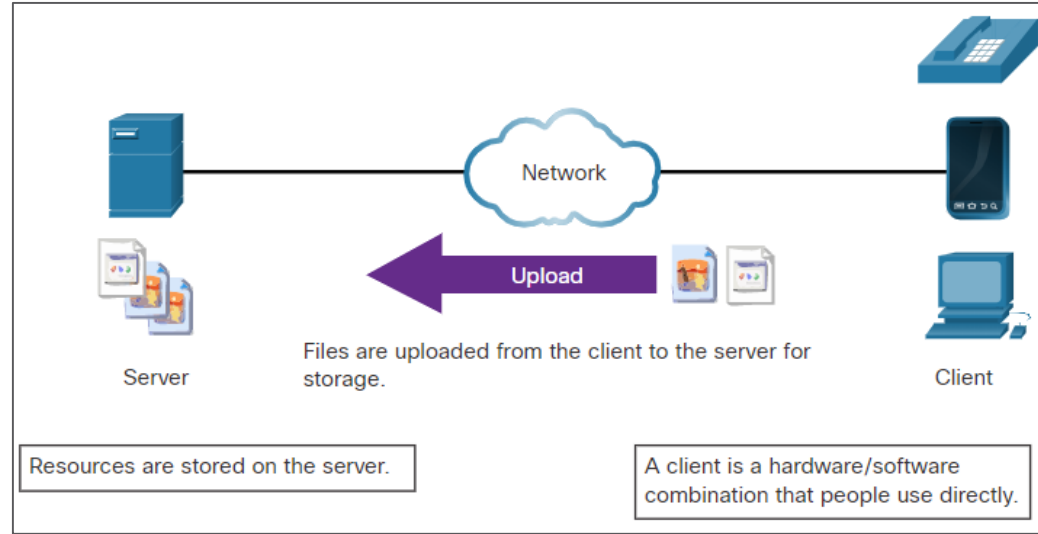 Network
Upload
Files are uploaded from the client to the server for
storage.
Server
Client
Resources are stored on the server.
A client is a hardware/software
combination that people use directly.